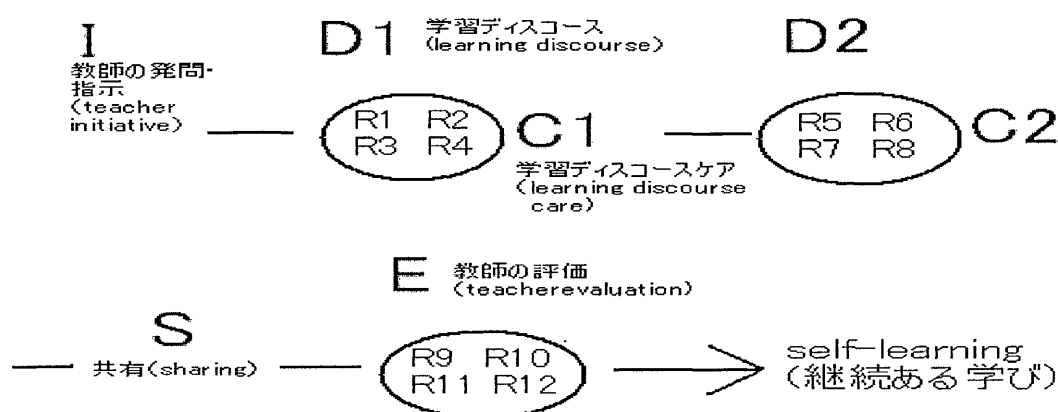 I
教師の発問・
指示
(teacher
initiative)
D1
学習ディスコース
(learning discourse)
R1 R2
R3 R4
C1
学習ディスコースケア
(learning discourse
care)
D2
R5 R6
R7 R8
C2
S
共有(sharing)
E
教師の評価
(teacherevaluation)
R9 R10
R11 R12
self-learning
(継続ある学び)